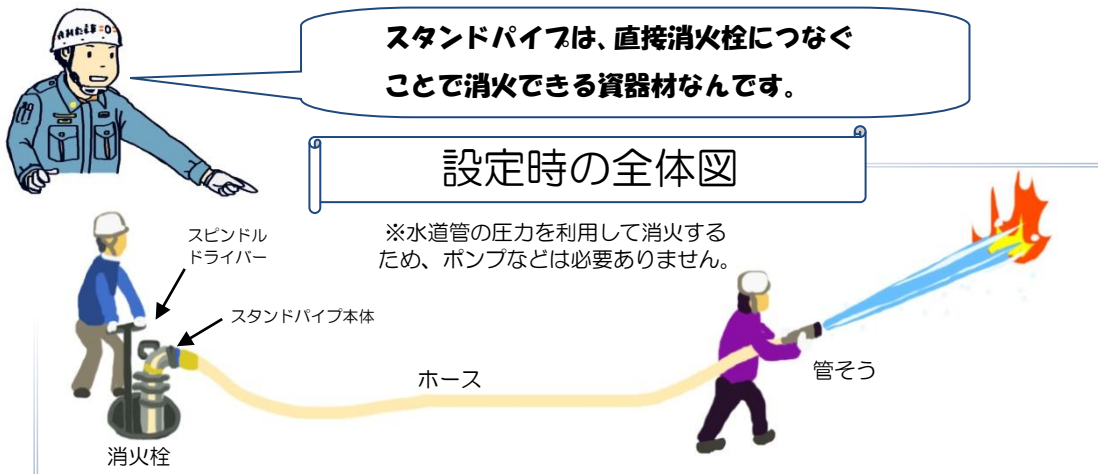 スタンドパイプは、直接消火栓につなぐ
ことで消火できる資器材なんです。
設定時の全体図
※水道管の圧力を利用して消火する
ため、ポンプなどは必要ありません。
スピンドル
ドライバー
スタンドパイプ本体
ホース
管そう
消火栓